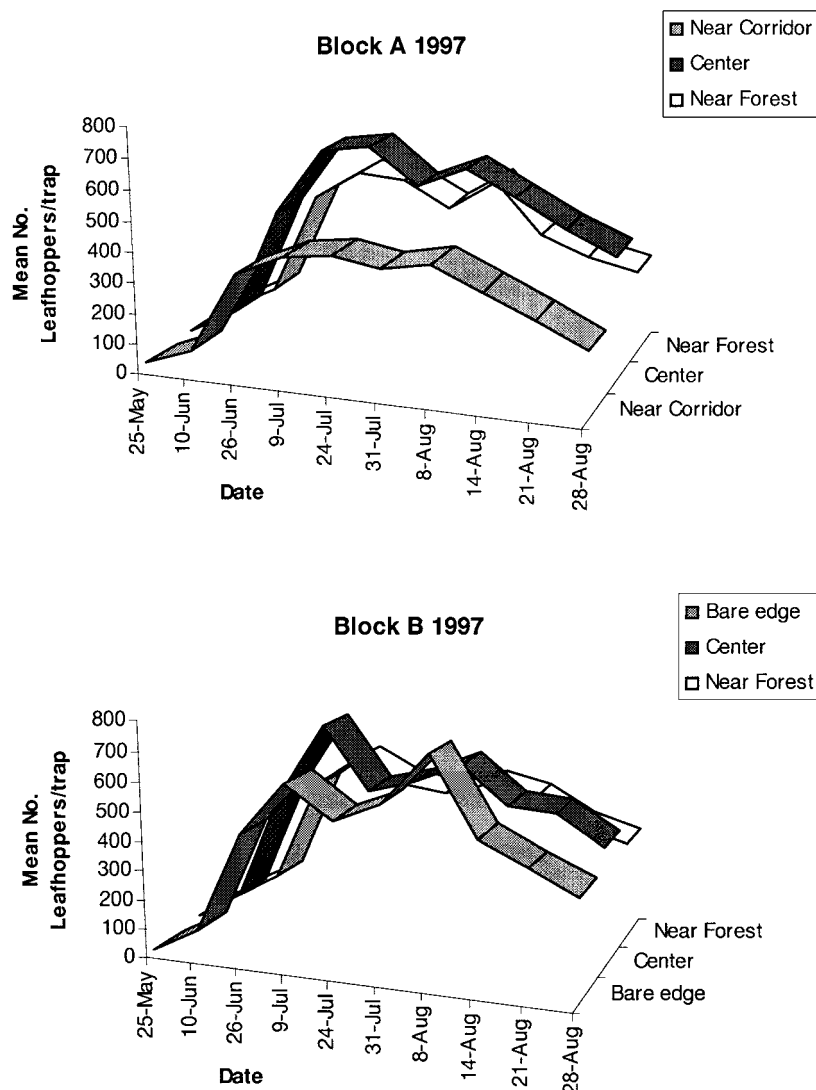 Block A 1997
Near Corridor
Center
Near Forest
Mean No.
Leafhoppers/trap
800
700
600
500
400
300
200
100
0
25-May
10-Jun
26-Jun
9-Jul
24-Jul
31-Jul
8-Aug
14-Aug
21-Aug
28-Aug
Near Forest
Center
Near Corridor
Date
Block B 1997
Bare edge
Center
Near Forest
Mean No.
Leafhoppers/trap
800
700
600
500
400
300
200
100
0
25-May
10-Jun
26-Jun
9-Jul
24-Jul
31-Jul
8-Aug
14-Aug
21-Aug
28-Aug
Near Forest
Center
Bare edge
Date